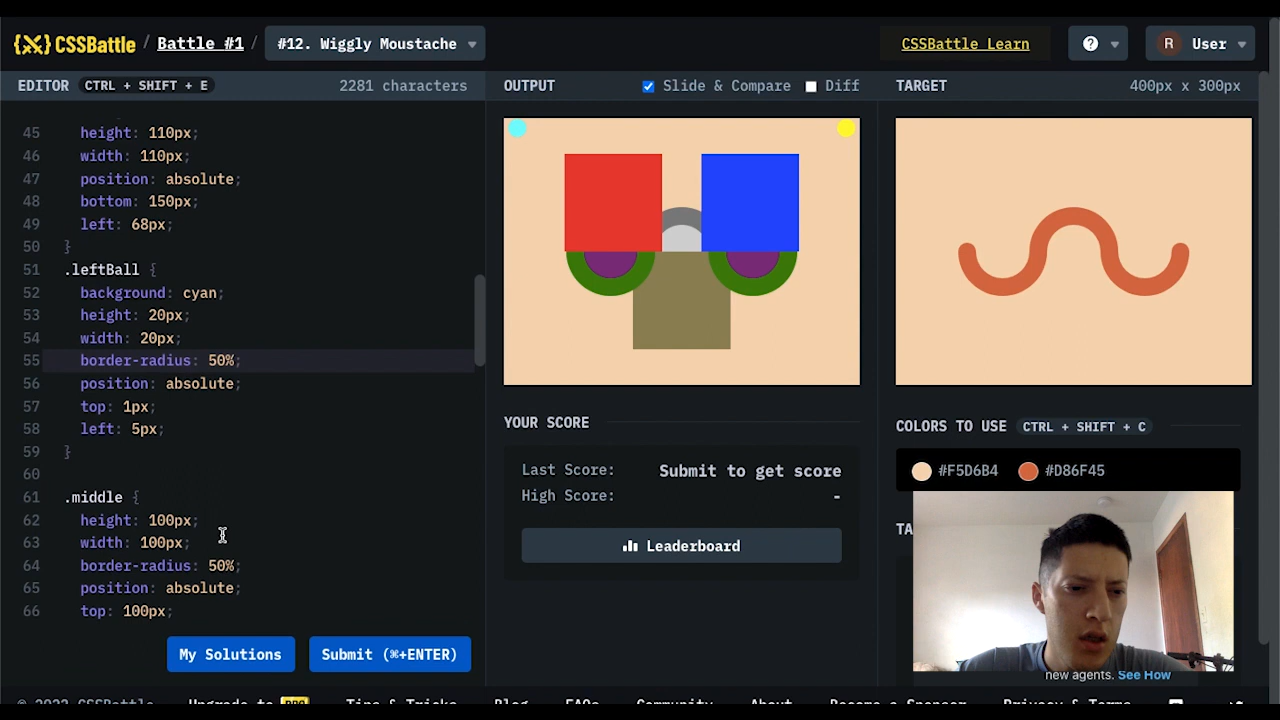 {X} CSSBattle / Battle #1 / #12. Wiggly Moustache
CSSBattle Learn
?
R User
EDITOR CTRL + SHIFT + E 2281 characters
OUTPUT Slide & Compare Diff
TARGET 400px x 300px
45 height: 110px;
46 width: 110px;
47 position: absolute;
48 bottom: 150px;
49 left: 68px;
50 }
51 .leftBall {
52 background: cyan;
53 height: 20px;
54 width: 20px;
55 border-radius: 50%;
56 position: absolute;
57 top: 1px;
58 left: 5px;
59 }
60
61 .middle {
62 height: 100px;
63 width: 100px;
64 border-radius: 50%;
65 position: absolute;
66 top: 100px;
My Solutions Submit (⌘+ENTER)
YOUR SCORE
Last Score: Submit to get score
High Score: -
Leaderboard
COLORS TO USE CTRL + SHIFT + C
#F5D6B4 #D86F45
new agents. See How